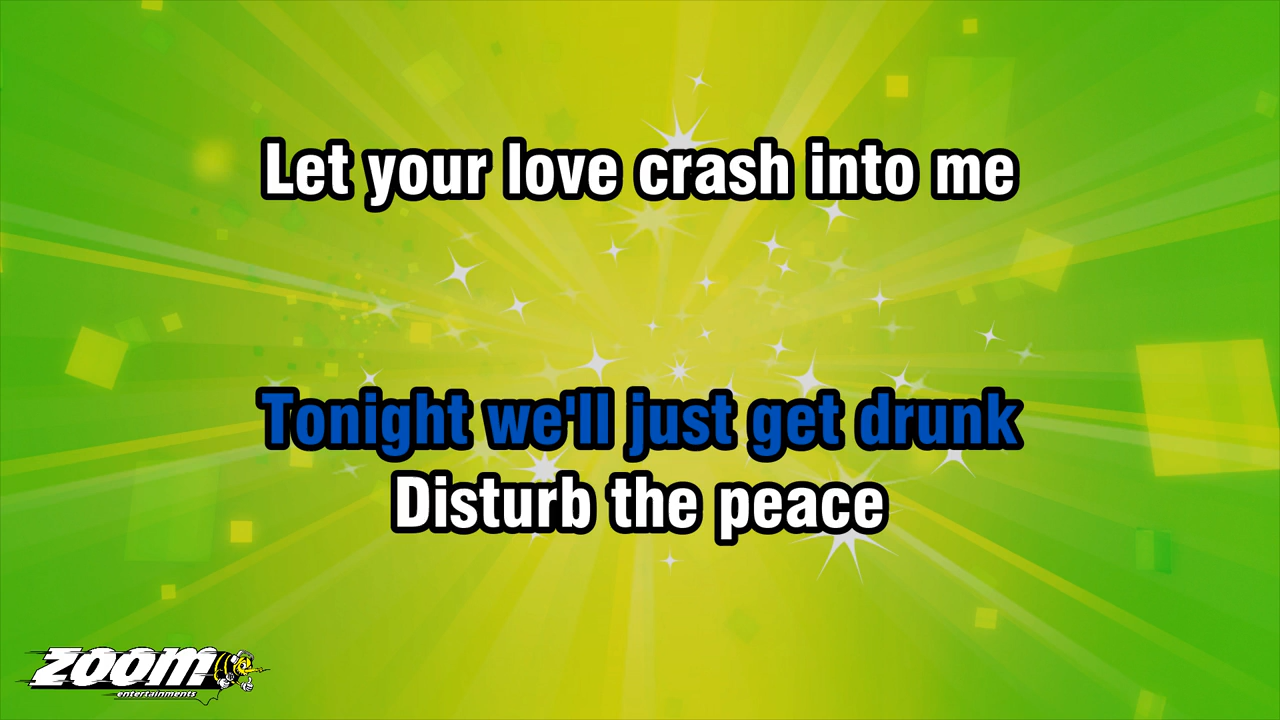 Let your love crash into me
Tonight we'll just get drunk
Disturb the peace
zoom
entertainments